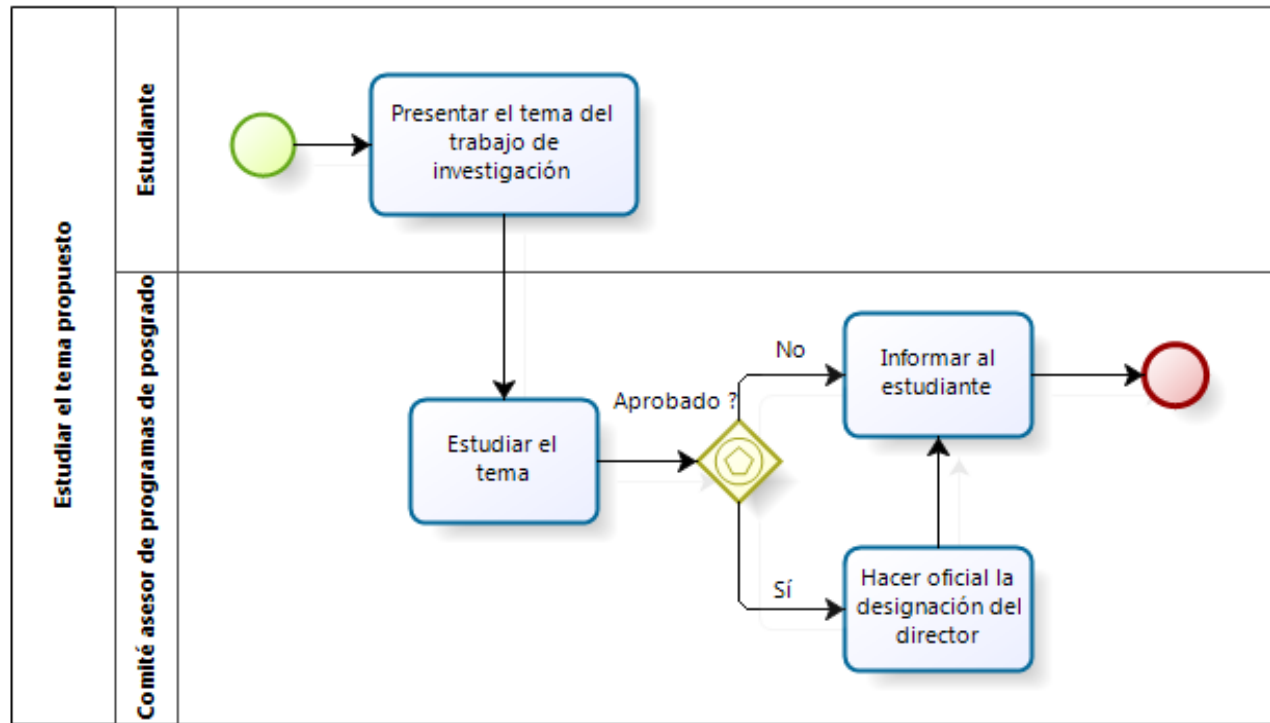 Estudiar el tema propuesto
Estudiante
Presentar el tema del
trabajo de
investigación
Comité asesor de programas de posgrado
Estudiar el
tema
Aprobado ?
No
Informar al
estudiante
Sí
Hacer oficial la
designación del
director